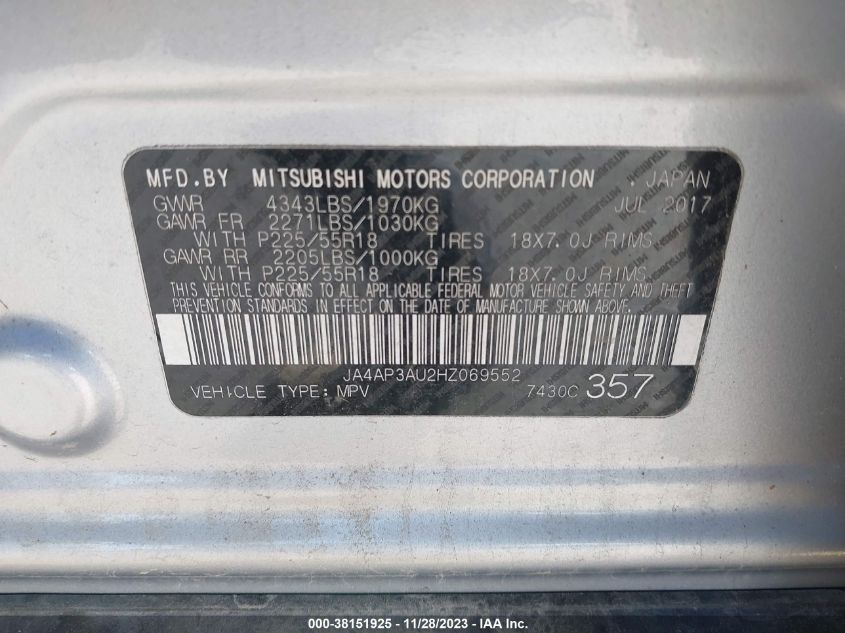 MFD.BY MITSUBISHI MOTORS CORPORATION . JAPAN
GVWR 4343LBS/1970KG JUL 2017
GAWR FR 2271LBS/1030KG
WITH P225/55R18 TIRES 18X7.0J RIMS
GAWR RR 2205LBS/1000KG
WITH P225/55R18 TIRES 18X7.0J RIMS
THIS VEHICLE CONFORMS TO ALL APPLICABLE FEDERAL MOTOR VEHICLE SAFETY AND THEFT
PREVENTION STANDARDS IN EFFECT ON THE DATE OF MANUFACTURE SHOWN ABOVE.
JA4AP3AU2HZ069552
VEHICLE TYPE: MPV 7430C 357
000-38151925 | 11/28/2023 - IAA Inc.